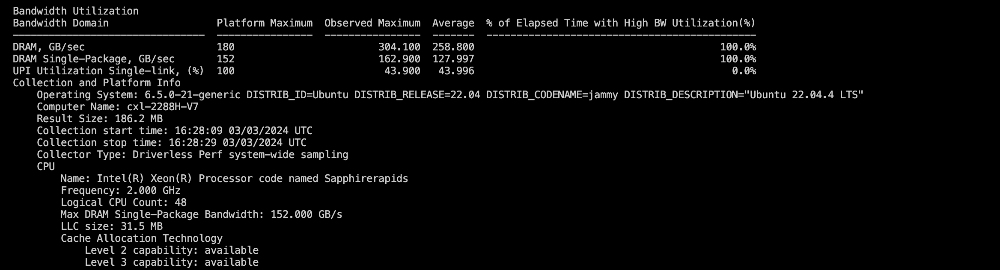 Bandwidth Utilization
Bandwidth Domain                  Platform Maximum  Observed Maximum  Average  % of Elapsed Time with High BW Utilization(%)
--------------------------------  ----------------  ----------------  -------  ---------------------------------------------
DRAM, GB/sec                      180                        304.100  258.800                                         100.0%
DRAM Single-Package, GB/sec       152                        162.900  127.997                                         100.0%
UPI Utilization Single-link, (%)  100                         43.900   43.996                                           0.0%
Collection and Platform Info
    Operating System: 6.5.0-21-generic DISTRIB_ID=Ubuntu DISTRIB_RELEASE=22.04 DISTRIB_CODENAME=jammy DISTRIB_DESCRIPTION="Ubuntu 22.04.4 LTS"
    Computer Name: cxl-2288H-V7
    Result Size: 186.2 MB
    Collection start time: 16:28:09 03/03/2024 UTC
    Collection stop time: 16:28:29 03/03/2024 UTC
    Collector Type: Driverless Perf system-wide sampling
    CPU
        Name: Intel(R) Xeon(R) Processor code named Sapphirerapids
        Frequency: 2.000 GHz
        Logical CPU Count: 48
        Max DRAM Single-Package Bandwidth: 152.000 GB/s
        LLC size: 31.5 MB
        Cache Allocation Technology
            Level 2 capability: available
            Level 3 capability: available